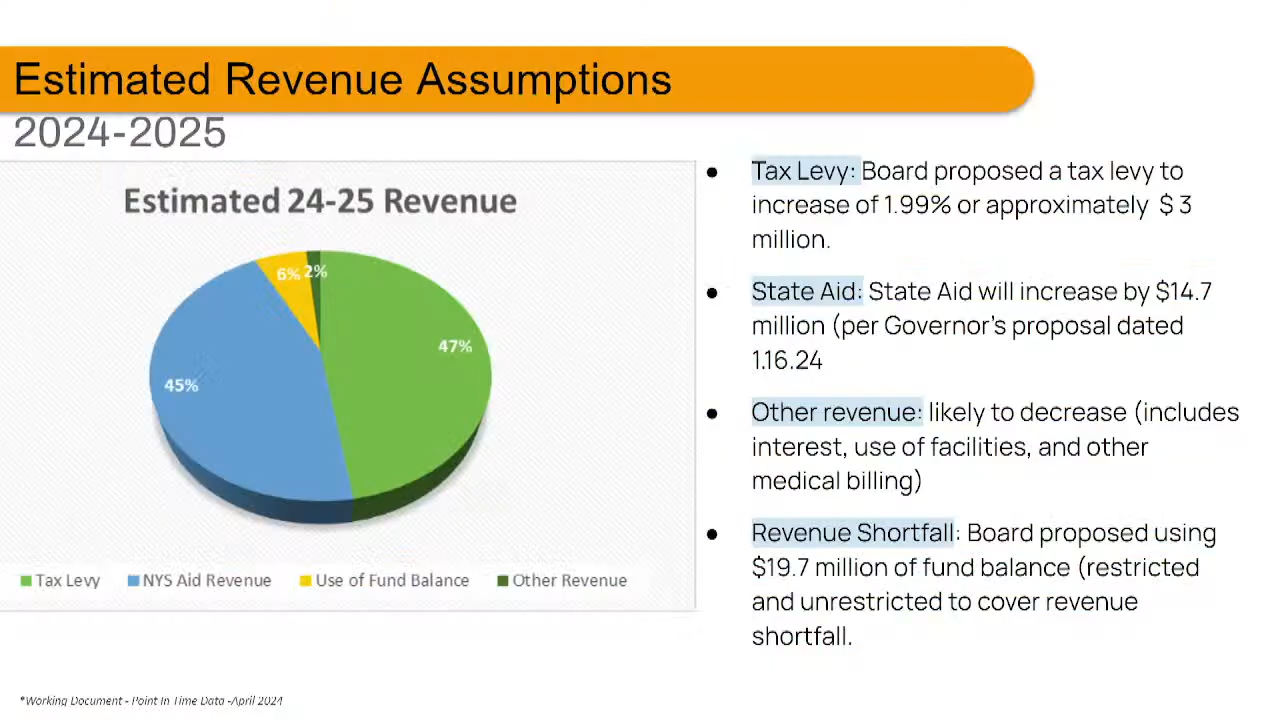 Estimated Revenue Assumptions
2024-2025
Estimated 24-25 Revenue
6% 2%
47%
45%
Tax Levy NYS Aid Revenue Use of Fund Balance Other Revenue
● Tax Levy: Board proposed a tax levy to
increase of 1.99% or approximately $ 3
million.
● State Aid: State Aid will increase by $14.7
million (per Governor's proposal dated
1.16.24
● Other revenue: likely to decrease (includes
interest, use of facilities, and other
medical billing)
● Revenue Shortfall: Board proposed using
$19.7 million of fund balance (restricted
and unrestricted to cover revenue
shortfall.
*Working Document - Point In Time Data -April 2024